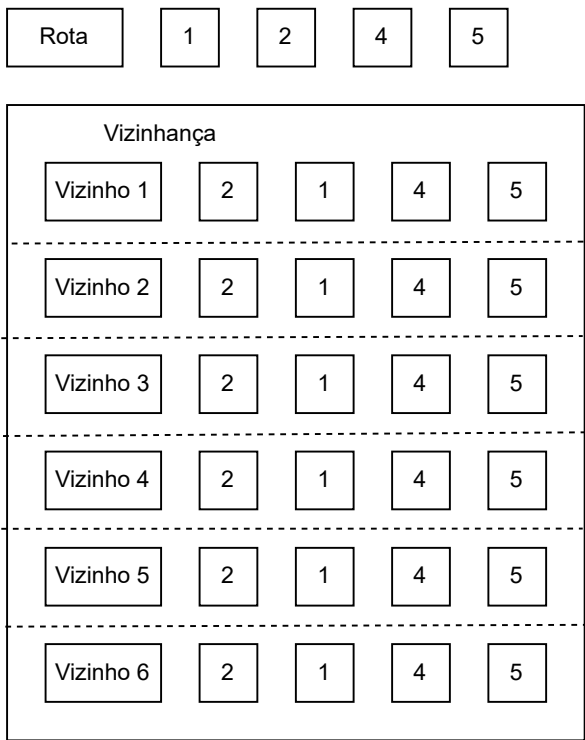 Rota 1 2 4 5
Vizinhança
Vizinho 1 2 1 4 5
Vizinho 2 2 1 4 5
Vizinho 3 2 1 4 5
Vizinho 4 2 1 4 5
Vizinho 5 2 1 4 5
Vizinho 6 2 1 4 5